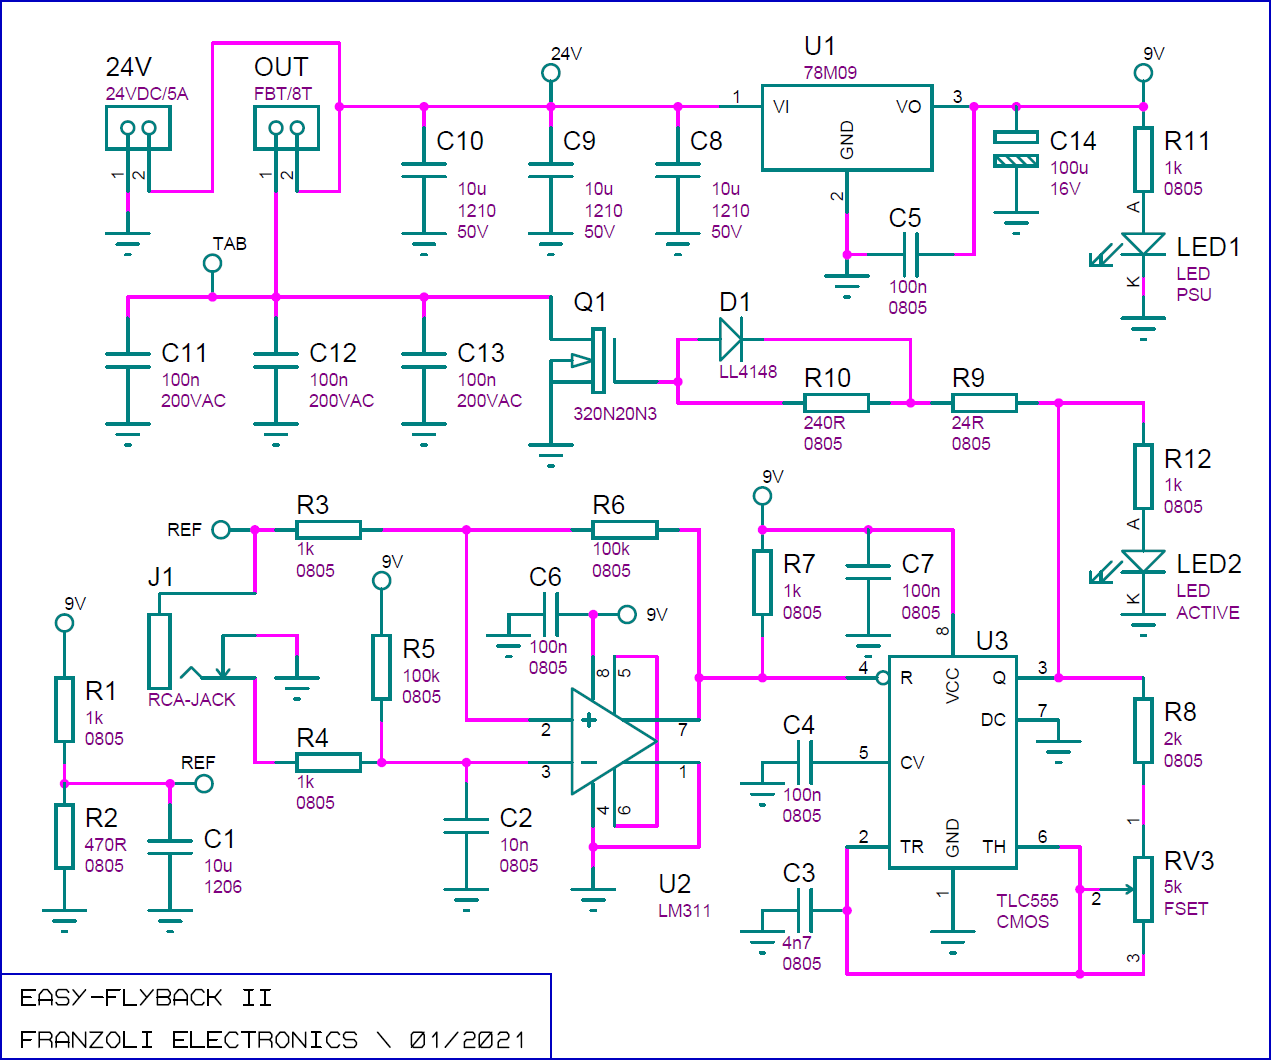 24V
24VDC/5A
1
2
OUT
FBT/8T
1
2
24V
U1
78M09
1
VI
VO
3
GND
2
9V
C10
10u
1210
50V
C9
10u
1210
50V
C8
10u
1210
50V
C5
100n
0805
C14
100u
16V
R11
1k
0805
A
LED1
LED
PSU
K
TAB
C11
100n
200VAC
C12
100n
200VAC
C13
100n
200VAC
Q1
320N20N3
D1
LL4148
R10
240R
0805
R9
24R
0805
R12
1k
0805
A
LED2
LED
ACTIVE
K
REF
R3
1k
0805
R6
100k
0805
J1
RCA-JACK
9V
R5
100k
0805
C6
100n
0805
9V
9V
R7
1k
0805
C7
100n
0805
9V
R1
1k
0805
REF
R2
470R
0805
C1
10u
1206
R4
1k
0805
C2
10n
0805
8
5
2
3
7
1
4
6
U2
LM311
U3
8
VCC
4
R
Q
3
DC
7
5
CV
2
TR
GND
TH
6
1
TLC555
CMOS
C4
100n
0805
C3
4n7
0805
R8
2k
0805
1
RV3
5k
FSET
2
3
EASY-FLYBACK II
FRANZOLI ELECTRONICS \ 01/2021